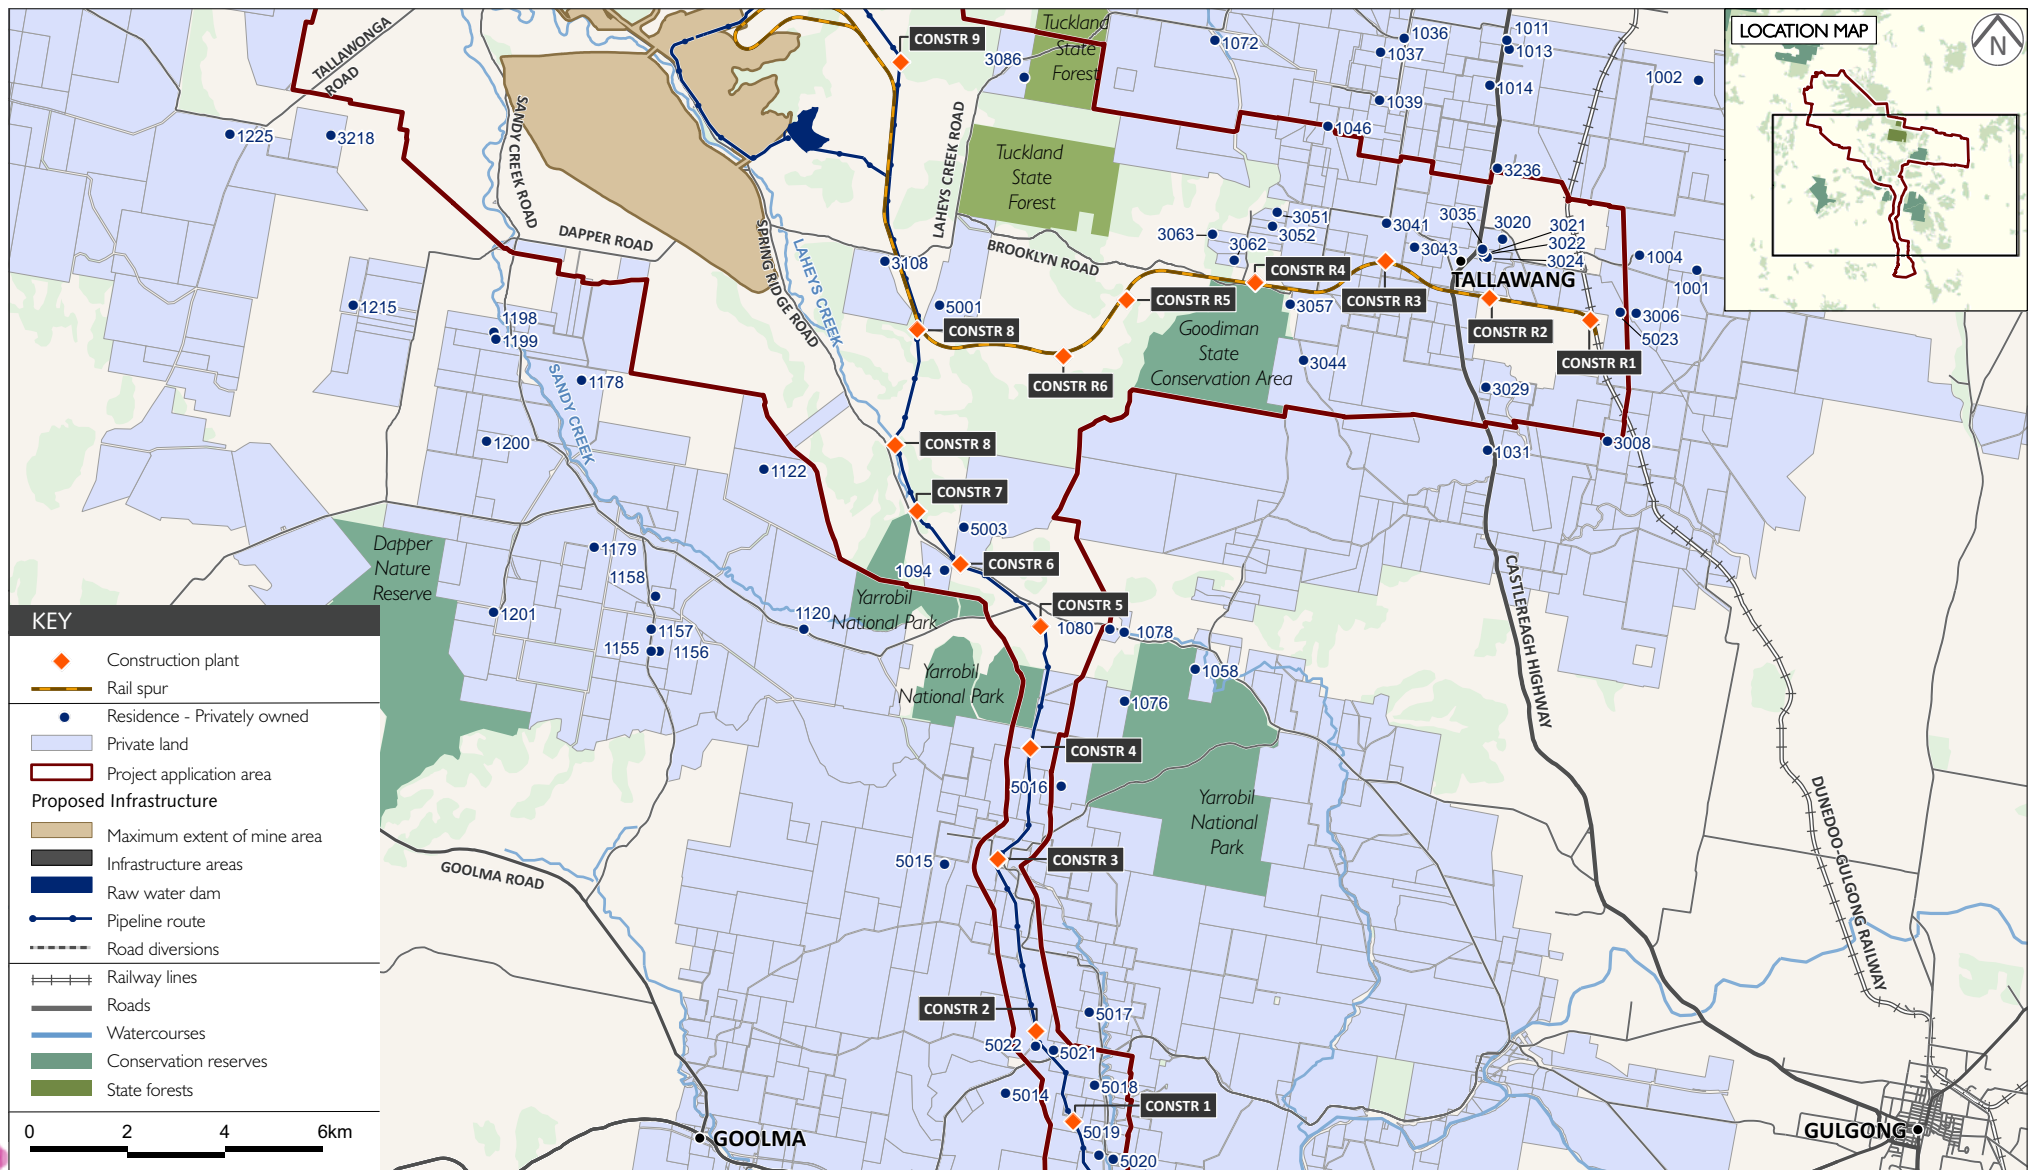 LOCATION MAP
N
TALLAWONGA
ROAD
SANDY CREEK ROAD
CONSTR 9
3086
Tuckland
State
Forest
1072
1036
1037
1011
1013
1014
1002
1039
1046
1225
3218
LAHEYS CREEK ROAD
Tuckland
State
Forest
3236
DAPPER ROAD
SPRING RIDGE ROAD
LAHEYS CREEK
3108
BROOKLYN ROAD
3063
3062
3051
3052
3041
3043
3035
3020
3021
3022
3024
TALLAWANG
1004
1001
CONSTR R4
CONSTR R5
CONSTR R3
CONSTR R2
CONSTR R1
3057
3006
5023
1215
1198
1199
1178
SANDY CREEK
5001
CONSTR 8
CONSTR R6
Goodiman
State
Conservation Area
3044
3029
1200
1122
CONSTR 8
1031
3008
CONSTR 7
5003
Dapper
Nature
Reserve
1179
1158
1094
CONSTR 6
CASTLEREAGH HIGHWAY
1201
1157
1155
1156
1120
Yarrobil
National Park
CONSTR 5
1080
1078
1058
Yarrobil
National Park
1076
CONSTR 4
5016
Yarrobil
National
Park
DUNEDOO-GULGONG RAILWAY
GOOLMA ROAD
5015
CONSTR 3
CONSTR 2
5017
5022
5021
5014
5018
CONSTR 1
5019
5020
GOOLMA
GULGONG
KEY
Construction plant
Rail spur
Residence - Privately owned
Private land
Project application area
Proposed Infrastructure
Maximum extent of mine area
Infrastructure areas
Raw water dam
Pipeline route
Road diversions
Railway lines
Roads
Watercourses
Conservation reserves
State forests
0 2 4 6km